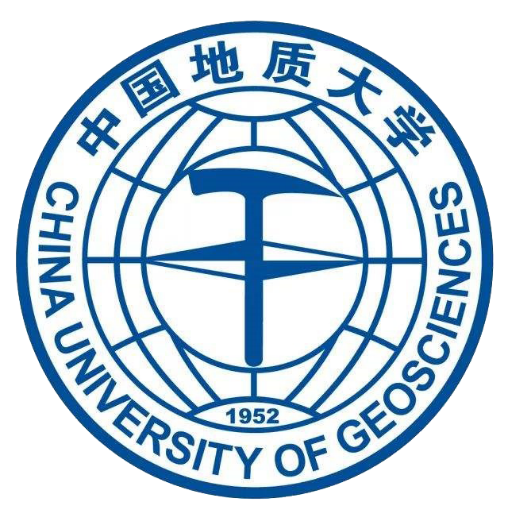 中国地质大学
CHINA UNIVERSITY OF GEOSCIENCES
1952